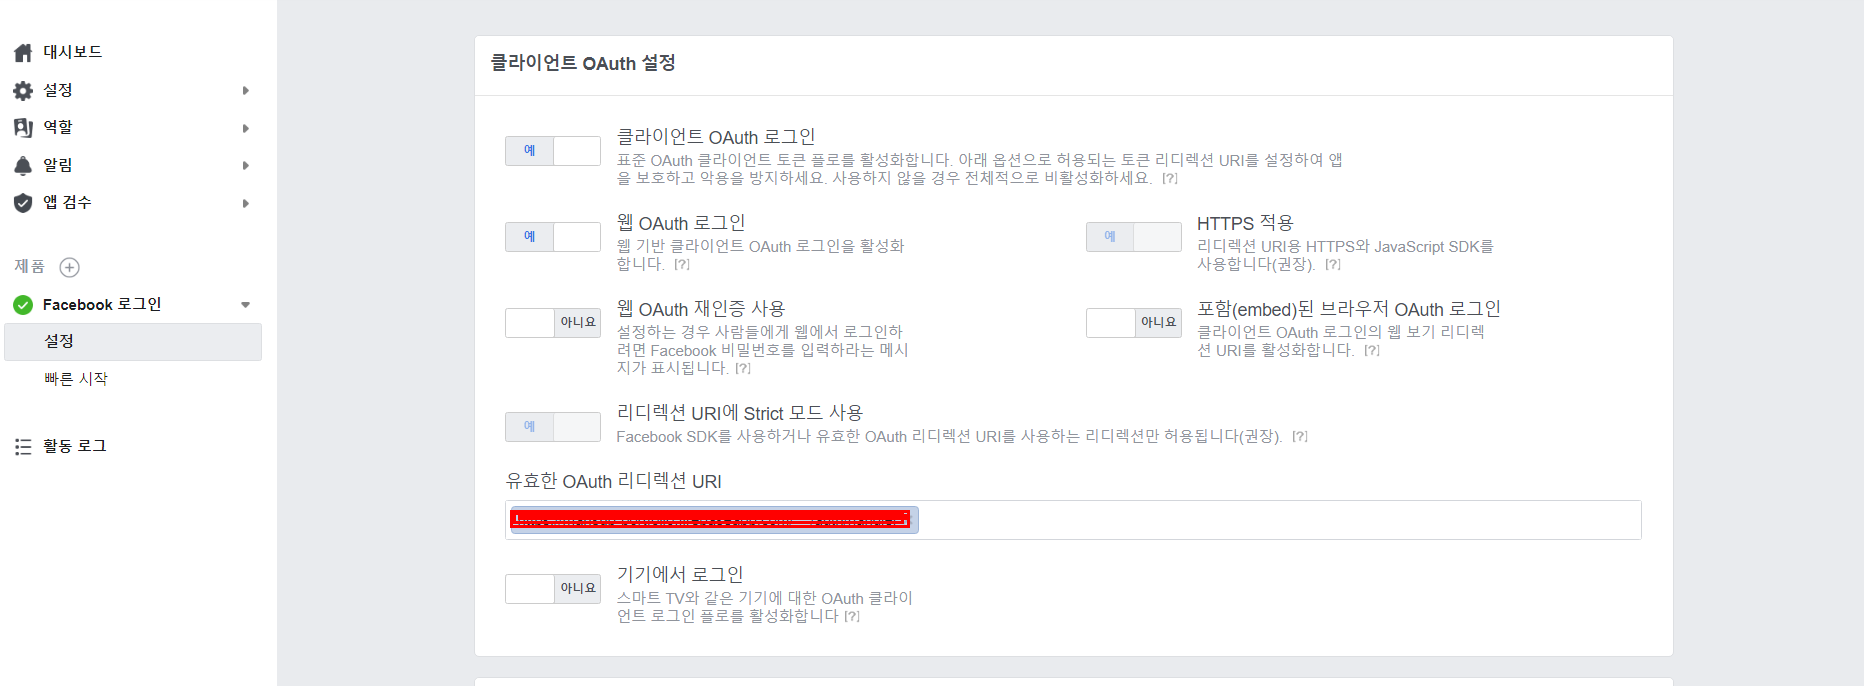 대시보드
설정
역할
알림
앱 검수
제품
Facebook 로그인
설정
빠른 시작
활동 로그
클라이언트 OAuth 설정
예
클라이언트 OAuth 로그인
표준 OAuth 클라이언트 토큰 플로를 활성화합니다. 아래 옵션으로 허용되는 토큰 리디렉션 URI를 설정하여 앱
을 보호하고 악용을 방지하세요. 사용하지 않을 경우 전체적으로 비활성화하세요. [?]
예
웹 OAuth 로그인
웹 기반 클라이언트 OAuth 로그인을 활성화
합니다. [?]
예
HTTPS 적용
리디렉션 URI용 HTTPS와 JavaScript SDK를
사용합니다(권장). [?]
아니요
웹 OAuth 재인증 사용
설정하는 경우 사람들에게 웹에서 로그인하
려면 Facebook 비밀번호를 입력하라는 메시
지가 표시됩니다. [?]
아니요
포함(embed)된 브라우저 OAuth 로그인
클라이언트 OAuth 로그인의 웹 보기 리디렉
션 URI를 활성화합니다. [?]
예
리디렉션 URI에 Strict 모드 사용
Facebook SDK를 사용하거나 유효한 OAuth 리디렉션 URI를 사용하는 리디렉션만 허용됩니다(권장). [?]
유효한 OAuth 리디렉션 URI
아니요
기기에서 로그인
스마트 TV와 같은 기기에 대한 OAuth 클라이
언트 로그인 플로를 활성화합니다 [?]